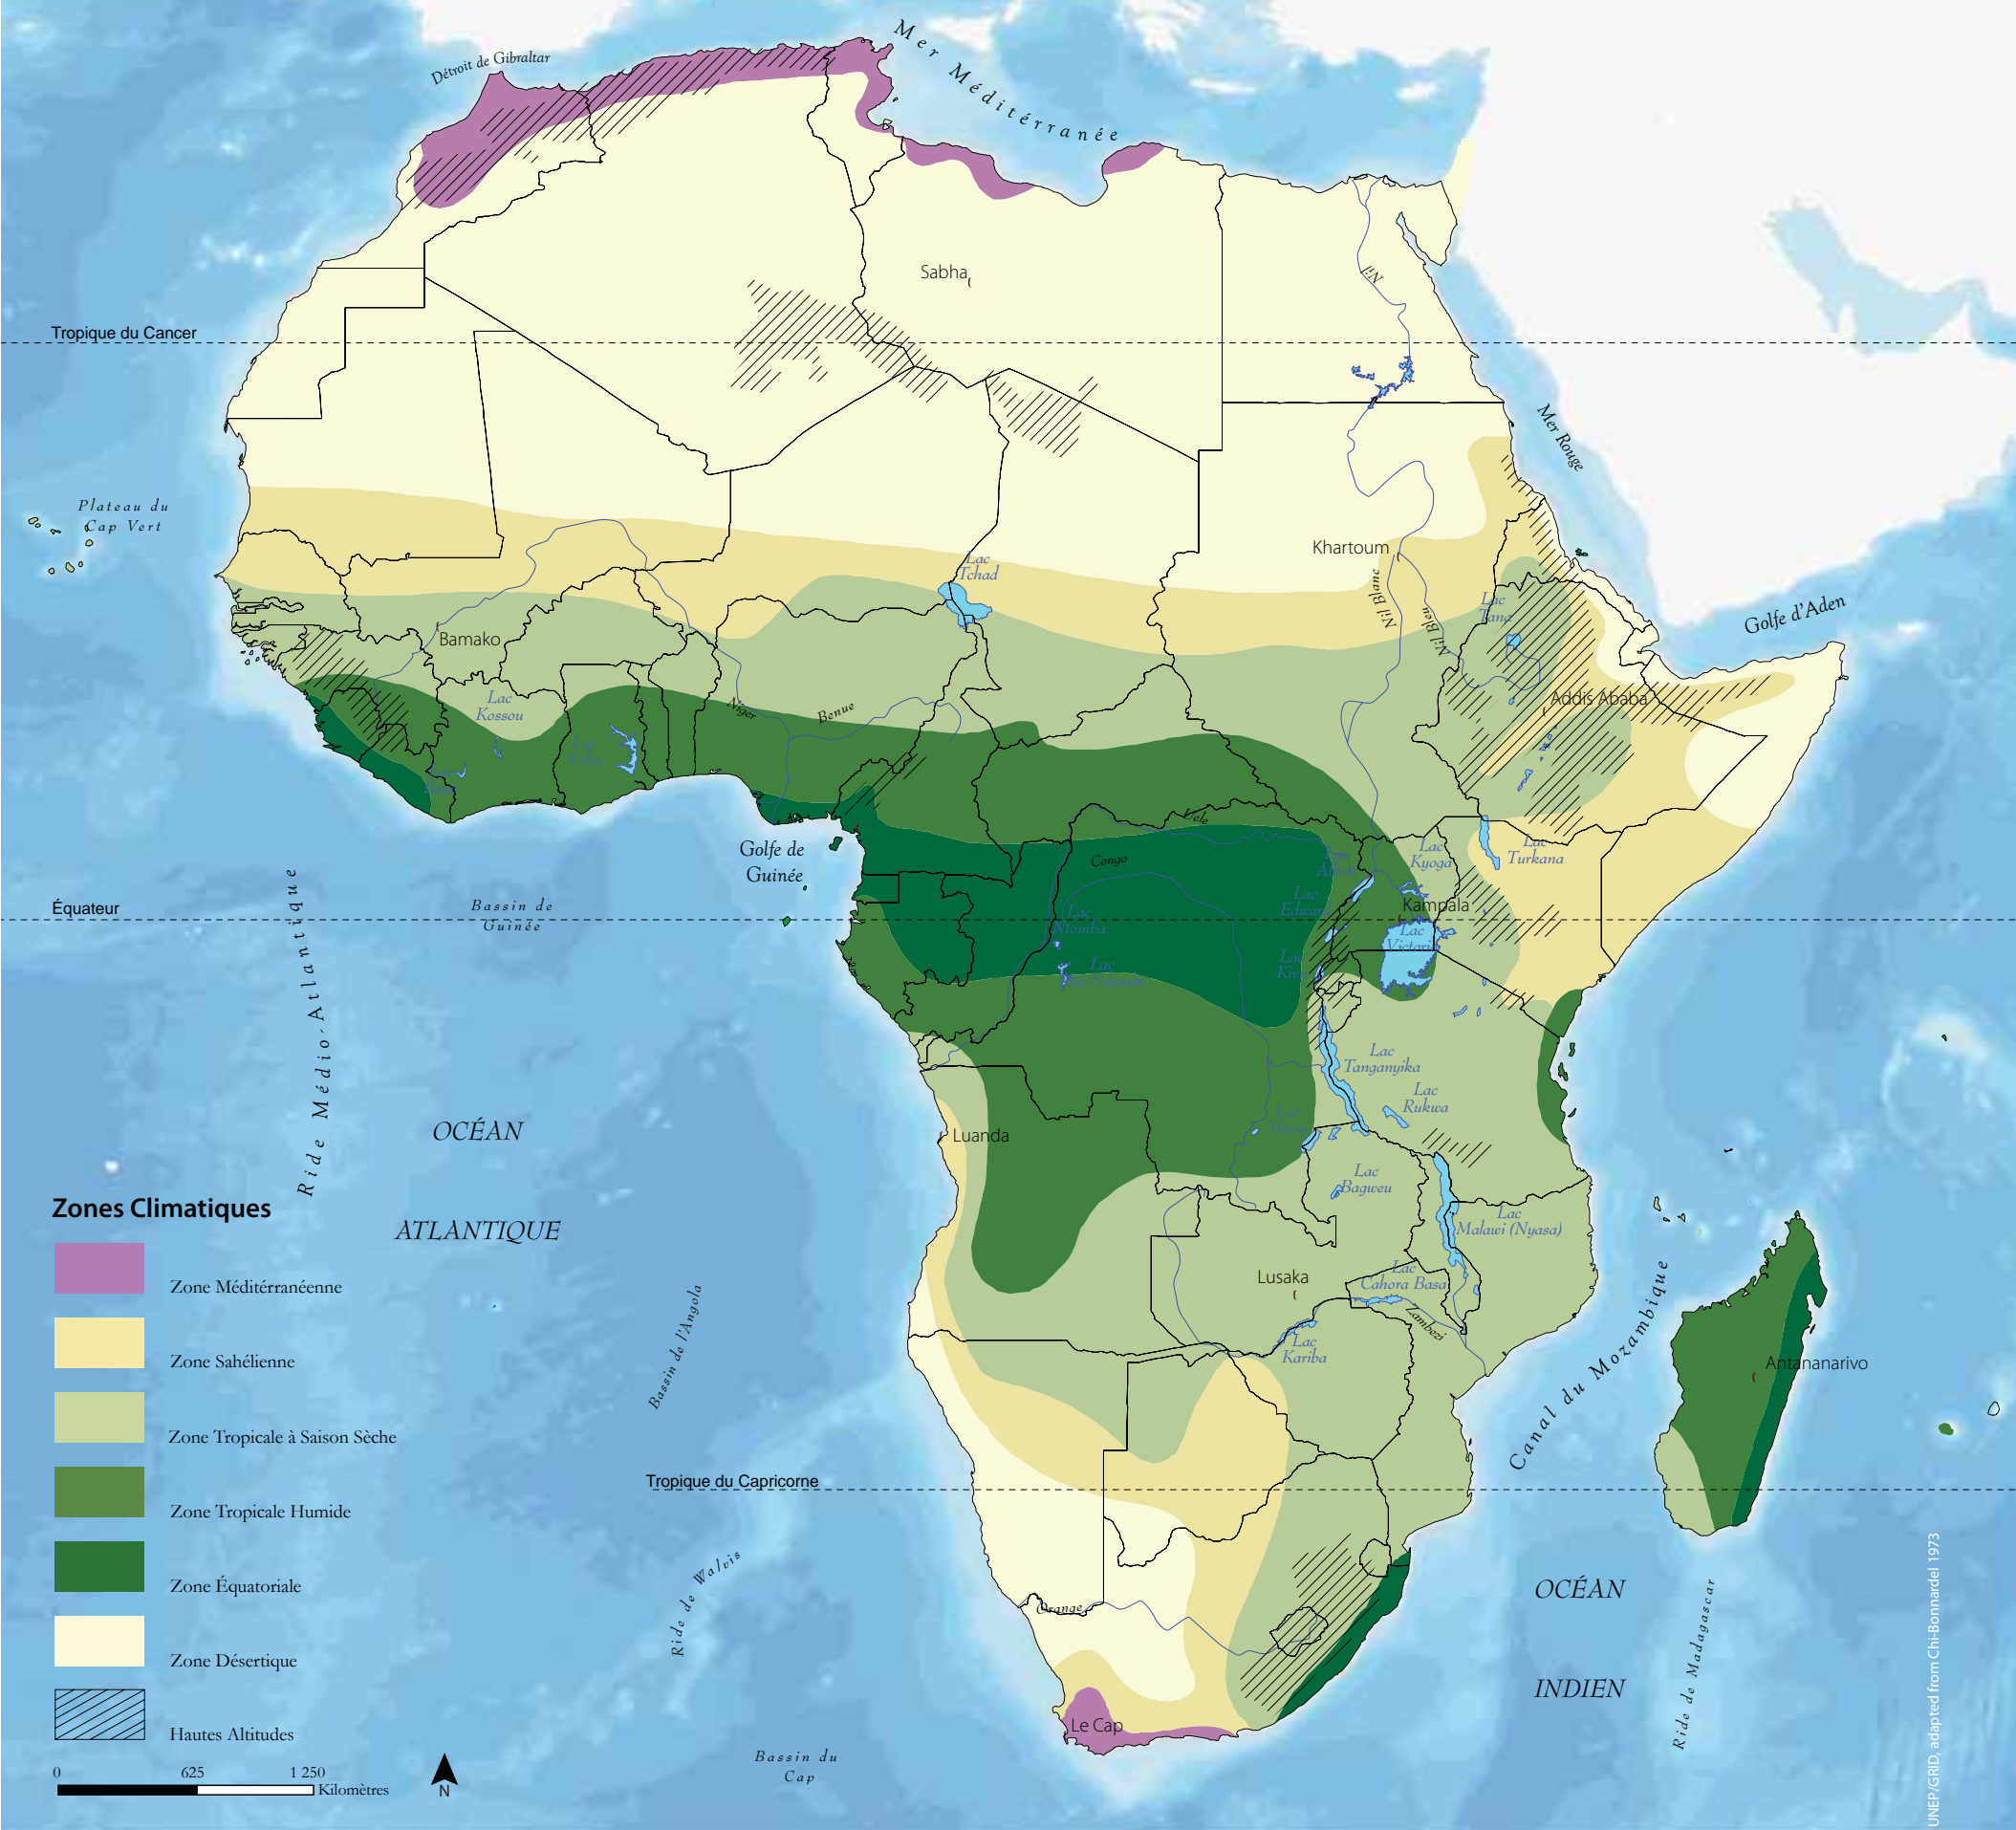 Mer Méditérranée
Détroit de Gibraltar
Sabha
Nil
Tropique du Cancer
Mer Rouge
Plateau du
Cap Vert
Khartoum
Lac
Tchad
Nil Blanc
Nil Bleu
Lac
Tana
Golfe d'Aden
Bamako
Addis Ababa
Lac
Kossou
Niger
Benue
Lac
Volta
Uele
Golfe de
Guinée
Congo
Lac
Kyoga
Lac
Turkana
Lac
Albert
Lac
Edward
Kampala
Équateur
Bassin de
Guinée
Lac
Ntomba
Lac
Victoria
Lac
Kivu
Lac
Ride Médio-Atlantique
Lac
Tanganyika
Lac
Rukwa
OCÉAN
Luanda
Lac
Lac
Bagweu
ATLANTIQUE
Lac
Malawi (Nyasa)
Lusaka
Lac
Cahora Basa
Zambezi
Lac
Kariba
Bassin de l'Angola
Canal du Mozambique
Antananarivo
Tropique du Capricorne
Ride de Walvis
Orange
OCÉAN
INDIEN
Ride de Madagascar
Le Cap
Bassin du
Cap
Zones Climatiques
Zone Méditérranéenne
Zone Sahélienne
Zone Tropicale à Saison Sèche
Zone Tropicale Humide
Zone Équatoriale
Zone Désertique
Hautes Altitudes
0 625 1 250
Kilomètres
N
UNEP/GRID, adapted from Chi-Bonnardel 1973